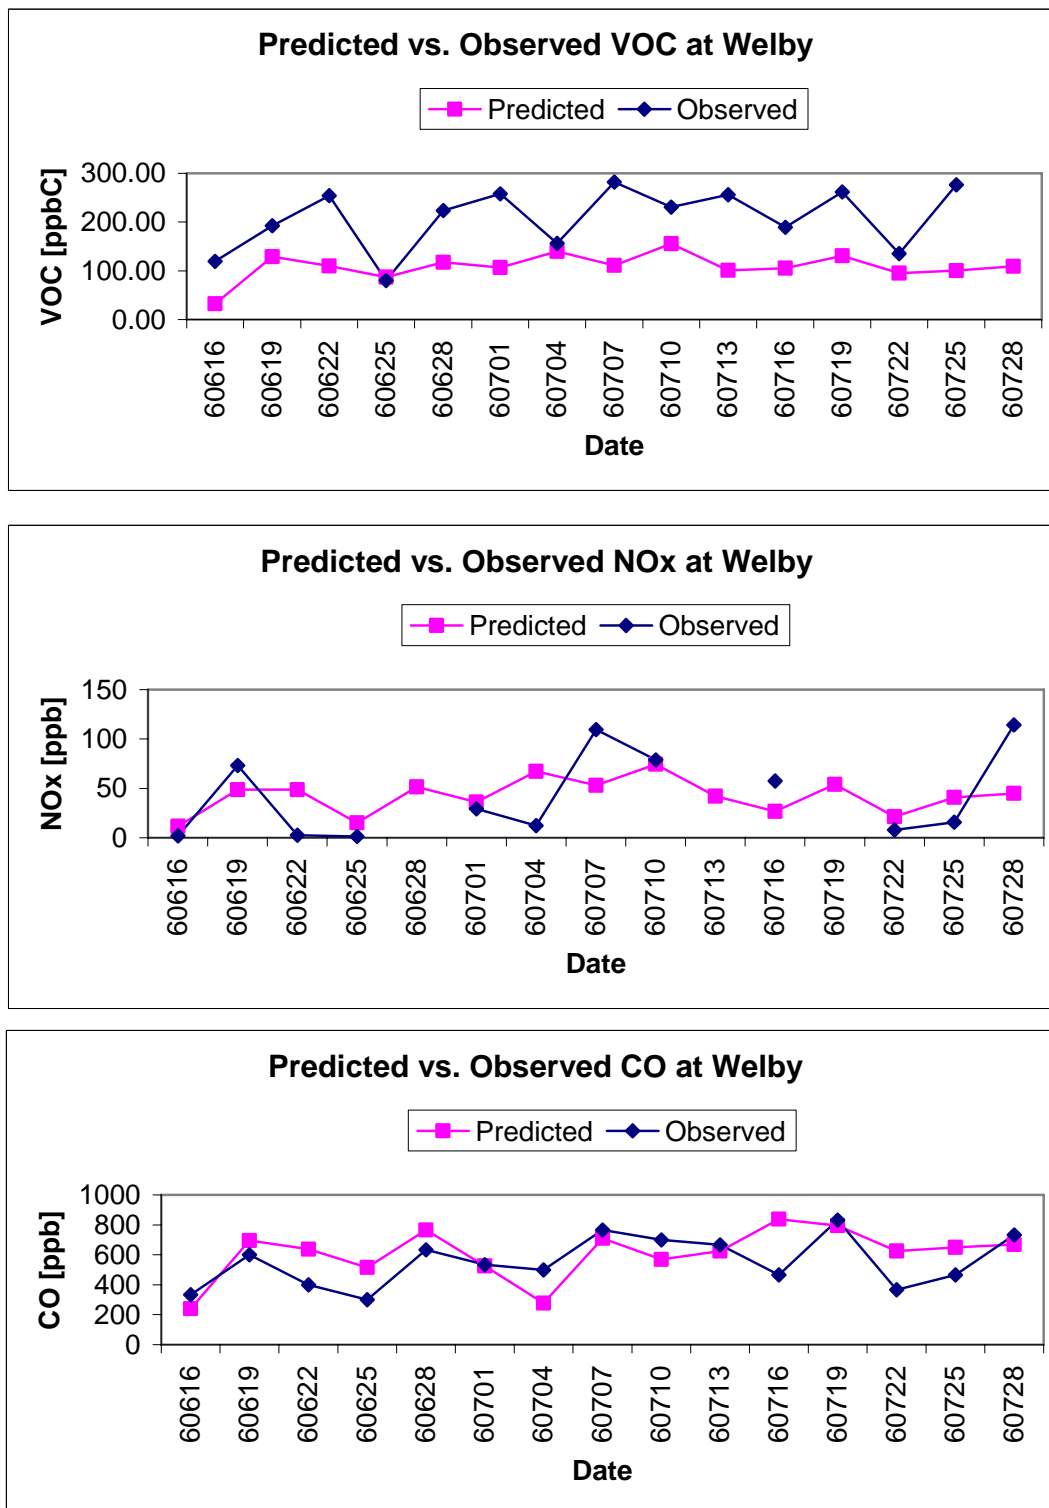 Predicted vs. Observed VOC at Welby
Predicted Observed
300.00
200.00
100.00
0.00
VOC [ppbC]
60616 60619 60622 60625 60628 60701 60704 60707 60710 60713 60716 60719 60722 60725 60728
Date
Predicted vs. Observed NOx at Welby
Predicted Observed
150
100
50
0
NOx [ppb]
60616 60619 60622 60625 60628 60701 60704 60707 60710 60713 60716 60719 60722 60725 60728
Date
Predicted vs. Observed CO at Welby
Predicted Observed
1000
800
600
400
200
0
CO [ppb]
60616 60619 60622 60625 60628 60701 60704 60707 60710 60713 60716 60719 60722 60725 60728
Date